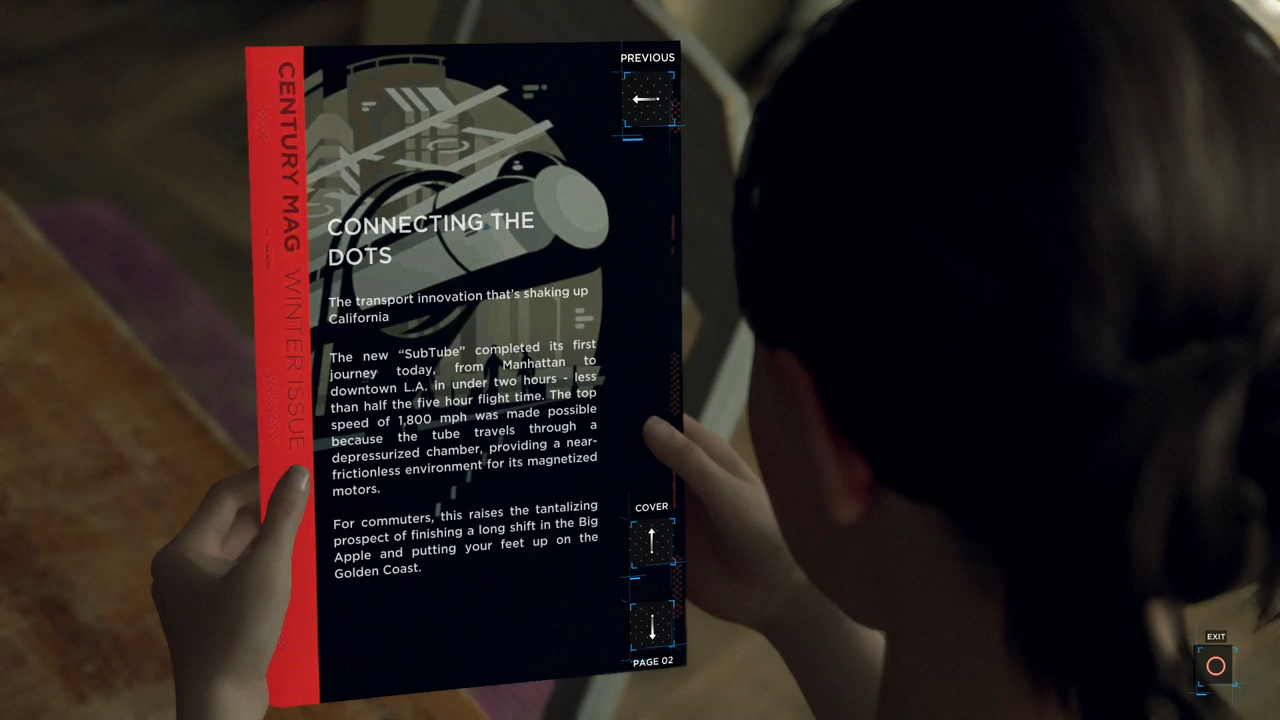 CENTURY MAG WINTER ISSUE
PREVIOUS
CONNECTING THE
DOTS
The transport innovation that's shaking up
California
The new “SubTube” completed its first
journey today, from Manhattan to
downtown L.A. in under two hours - less
than half the five hour flight time. The top
speed of 1,800 mph was made possible
because the tube travels through a
depressurized chamber, providing a near-
frictionless environment for its magnetized
motors.
For commuters, this raises the tantalizing
prospect of finishing a long shift in the Big
Apple and putting your feet up on the
Golden Coast.
COVER
PAGE 02
EXIT